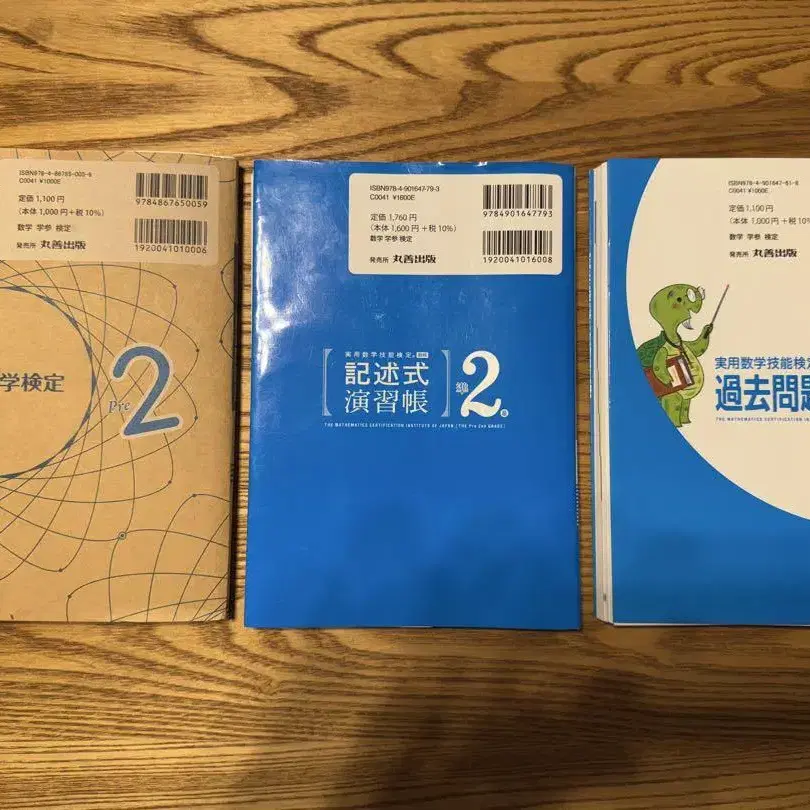 ISBN978-4-86765-005-9
C0041 ¥1000E
定価 1,100円
(本体 1,000円+税10%)
数学 学参 検定
発売所 丸善出版
9784867650059
1920041010006
学検定
Pre 2
ISBN978-4-901647-79-3
C0041 ¥1600E
定価 1,760円
(本体 1,600円+税10%)
数学 学参 検定
発売所 丸善出版
9784901647793
1920041016008
実用数学技能検定
記述式
演習帳
準2級
THE MATHEMATICS CERTIFICATION INSTITUTE OF JAPAN [THE Pre 2nd GRADE]
C0041 ¥1000E
定価 1,100円
(本体 1,000円+税10%
数学 学参 検定
発売所 丸善出版
実用数学技能検定
過去問題
THE MATHEMATICS CERTIFICATION